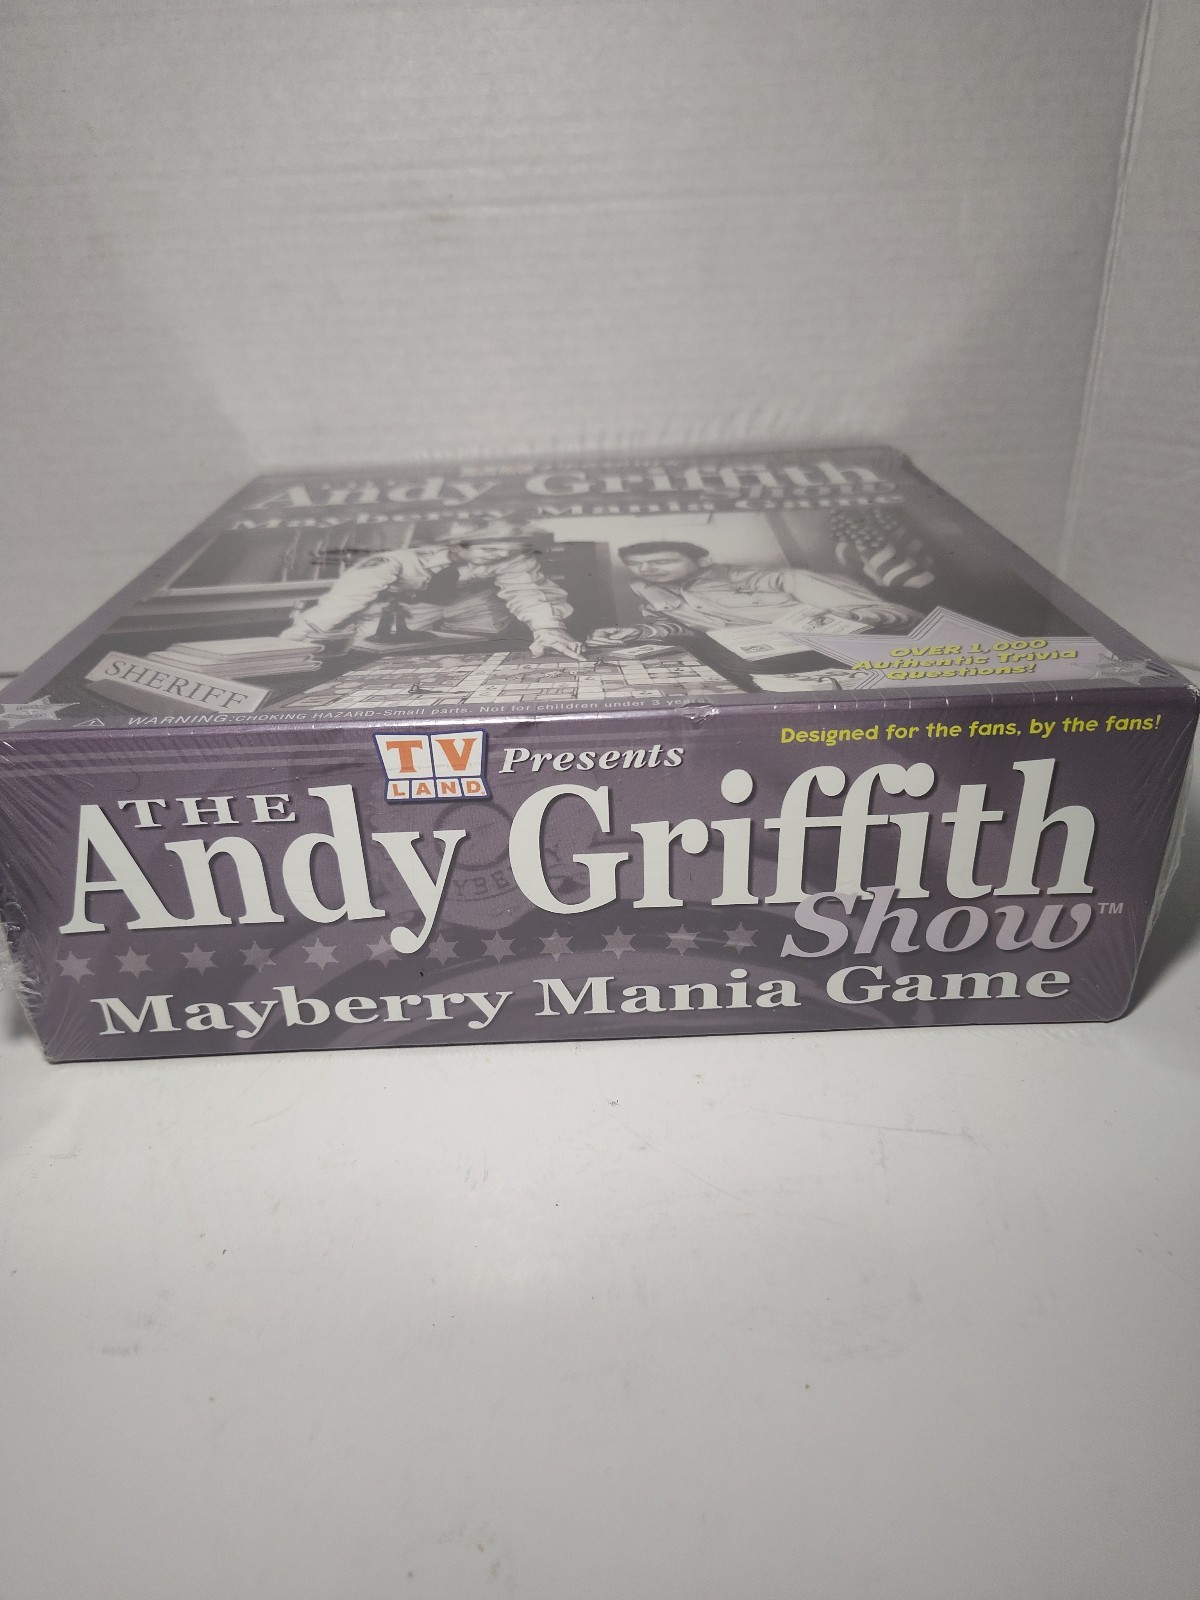 Andy Griffith
Show
Mayberry Mania Game
SHERIFF
OVER 1,000
Authentic Trivia
Questions!
WARNING:CHOKING HAZARD-Small parts. Not for children under 3
TV
LAND
Presents
Designed for the fans, by the fans!
THE
Andy Griffith
Show™
Mayberry Mania Game